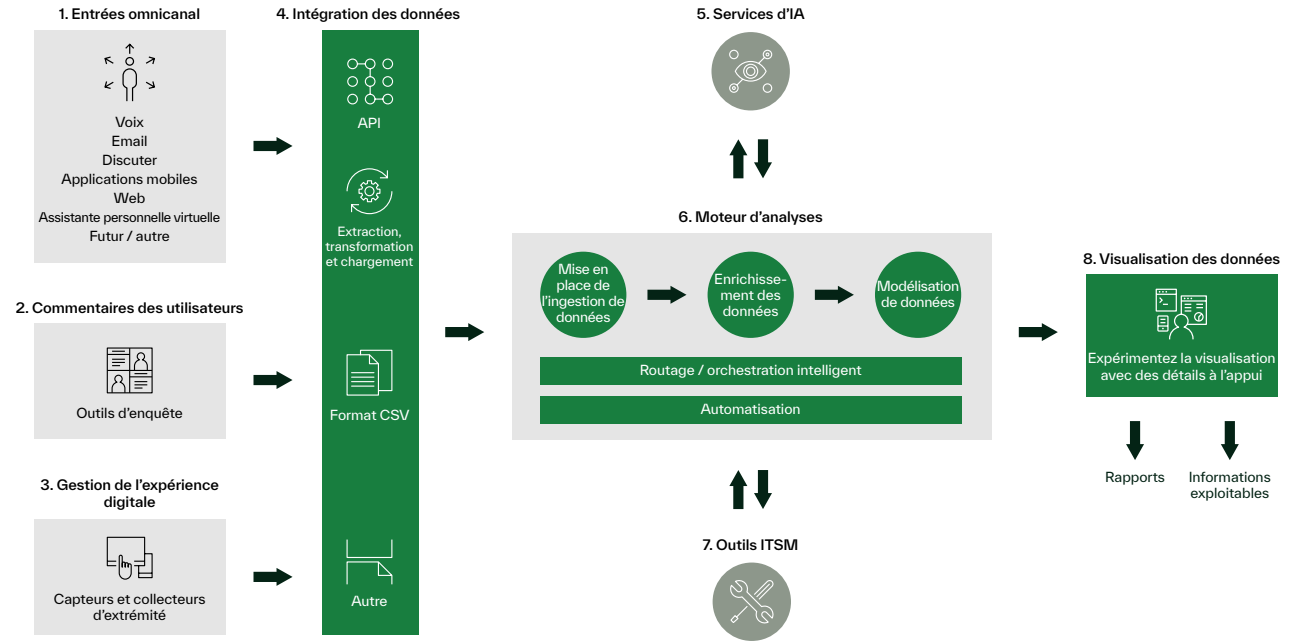 1. Entrées omnicanal
Voix
Email
Discuter
Applications mobiles
Web
Assistante personnelle virtuelle
Futur / autre
2. Commentaires des utilisateurs
Outils d'enquête
3. Gestion de l'expérience
digitale
Capteurs et collecteurs
d'extrémité
4. Intégration des données
API
Extraction,
transformation
et chargement
Format CSV
Autre
5. Services d'IA
6. Moteur d'analyses
Mise en
place de
l'ingestion de
données
Enrichisse-
ment des
données
Modélisation
de données
Routage / orchestration intelligent
Automatisation
7. Outils ITSM
8. Visualisation des données
Expérimentez la visualisation
avec des détails à l'appui
Rapports
Informations
exploitables